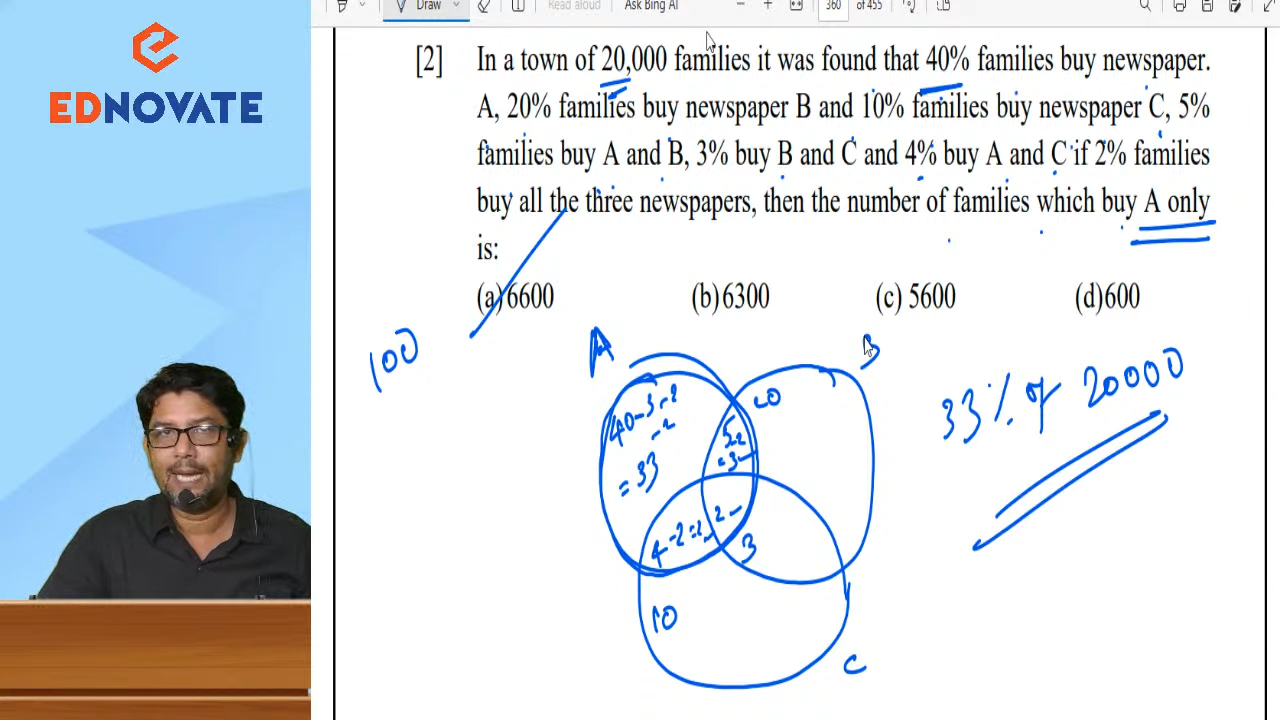 Draw
Read aloud
Ask Bing AI
360 of 455
EDNOVATE
[2] In a town of 20,000 families it was found that 40% families buy newspaper.
A, 20% families buy newspaper B and 10% families buy newspaper C, 5%
families buy A and B, 3% buy B and C and 4% buy A and C if 2% families
buy all the three newspapers, then the number of families which buy A only
is:
(a) 6600 (b) 6300 (c) 5600 (d) 600
100
A
B
40-3-2
-2
=33
20
5-2
=3
33% of 20000
4-2=2
2
3
10
C